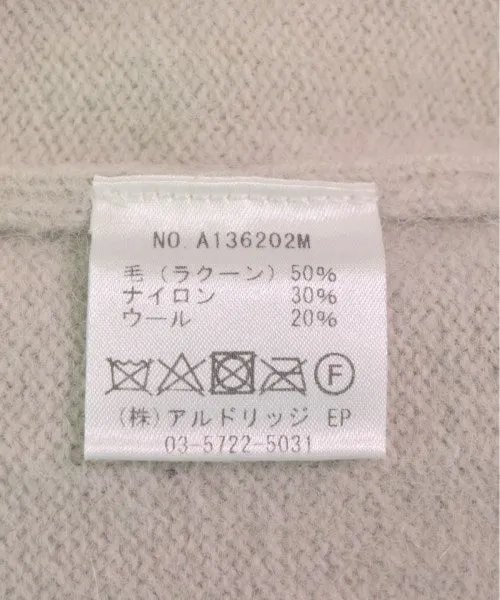 NO. A136202M
毛 (ラクーン) 50%
ナイロン 30%
ウール 20%
F
(株) アルドリッジ EP
03-5722-5031